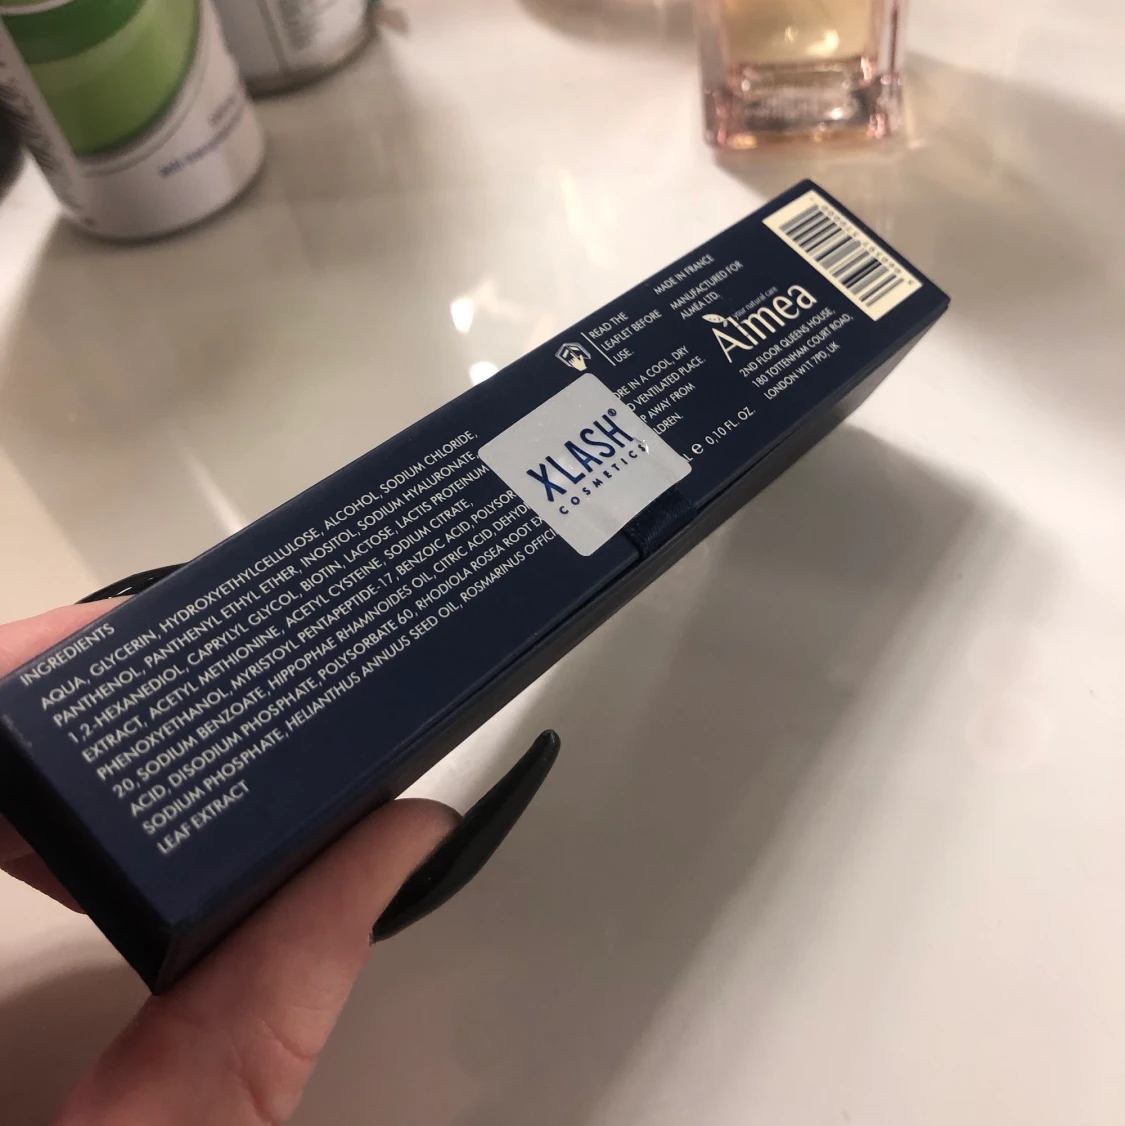 INGREDIENTS
AQUA, GLYCERIN, HYDROXYETHYLCELLULOSE, ALCOHOL, SODIUM CHLORIDE,
PANTHENOL, PANTHENYL ETHYL ETHER, INOSITOL, SODIUM HYALURONATE,
1,2-HEXANEDIOL, CAPRYLYL GLYCOL, BIOTIN, LACTOSE, LACTIS PROTEINUM
EXTRACT, ACETYL METHIONINE, ACETYL CYSTEINE, SODIUM CITRATE,
PHENOXYETHANOL, MYRISTOYL PENTAPEPTIDE-17, BENZOIC ACID, POLYSOR
20, SODIUM BENZOATE, HIPPOPHAE RHAMNOIDES OIL, CITRIC ACID DEHYD
ACID, DISODIUM PHOSPHATE, POLYSORBATE 60, RHODIOLA ROSEA ROOT EX
SODIUM PHOSPHATE, HELIANTHUS ANNUUS SEED OIL, ROSMARINUS OFFICI
LEAF EXTRACT
XLASH®
COSMETICS
READ THE
LEAFLET BEFORE
USE.
ORE IN A COOL, DRY
D VENTILATED PLACE.
P AWAY FROM
LDREN.
L e 0,10 FL. OZ.
MADE IN FRANCE
MANUFACTURED FOR
ALMEA LTD.
your natural care
Almea
2ND FLOOR QUEENS HOUSE,
180 TOTTENHAM COURT ROAD,
LONDON W1T 7PD, UK